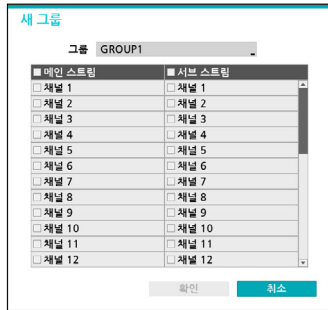 새 그룹
그룹 GROUP1
메인 스트림 서브 스트림
채널 1 채널 1
채널 2 채널 2
채널 3 채널 3
채널 4 채널 4
채널 5 채널 5
채널 6 채널 6
채널 7 채널 7
채널 8 채널 8
채널 9 채널 9
채널 10 채널 10
채널 11 채널 11
채널 12 채널 12
확인 취소